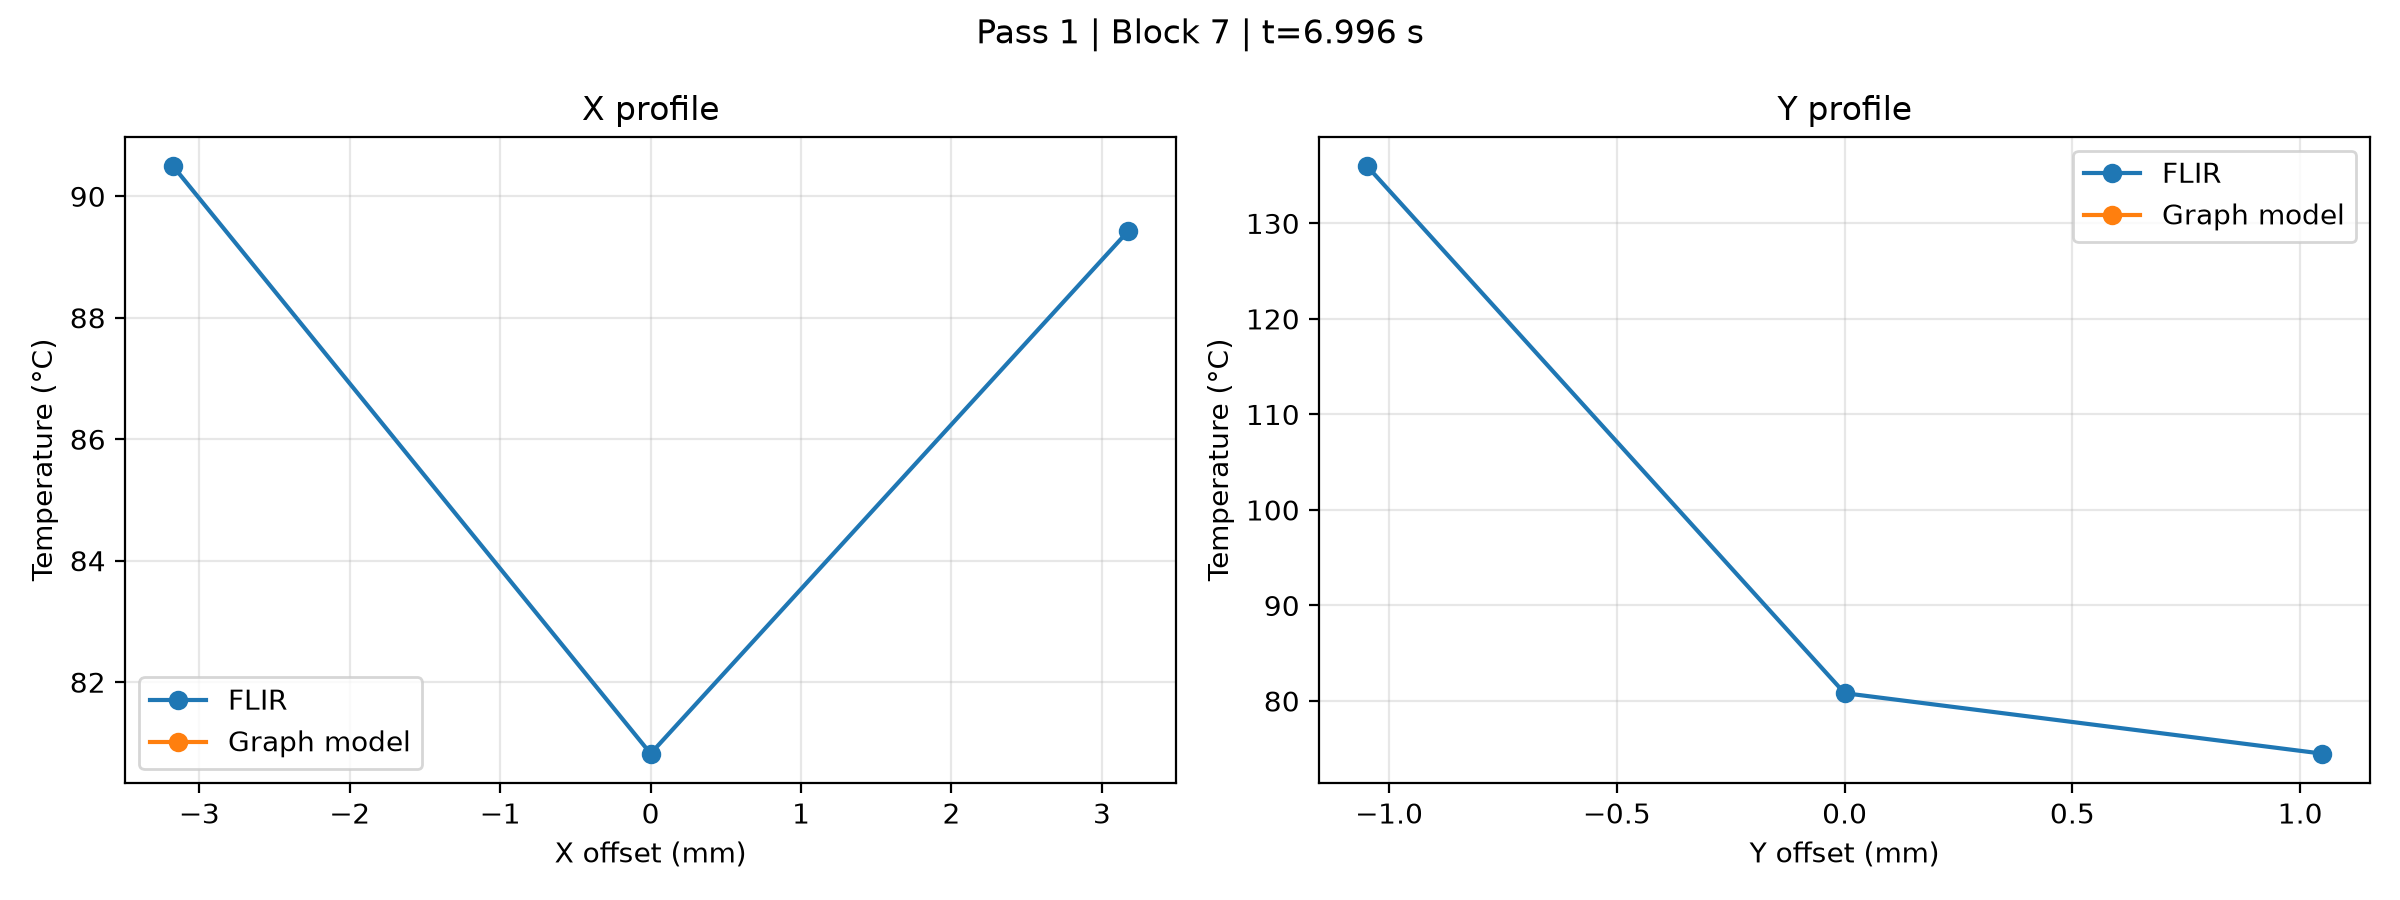 Pass 1 | Block 7 | t=6.996 s
X profile
90
88
86
84
82
Temperature (°C)
FLIR
Graph model
−3
−2
−1
0
1
2
3
X offset (mm)
Y profile
130
120
110
100
90
80
Temperature (°C)
FLIR
Graph model
−1.0
−0.5
0.0
0.5
1.0
Y offset (mm)